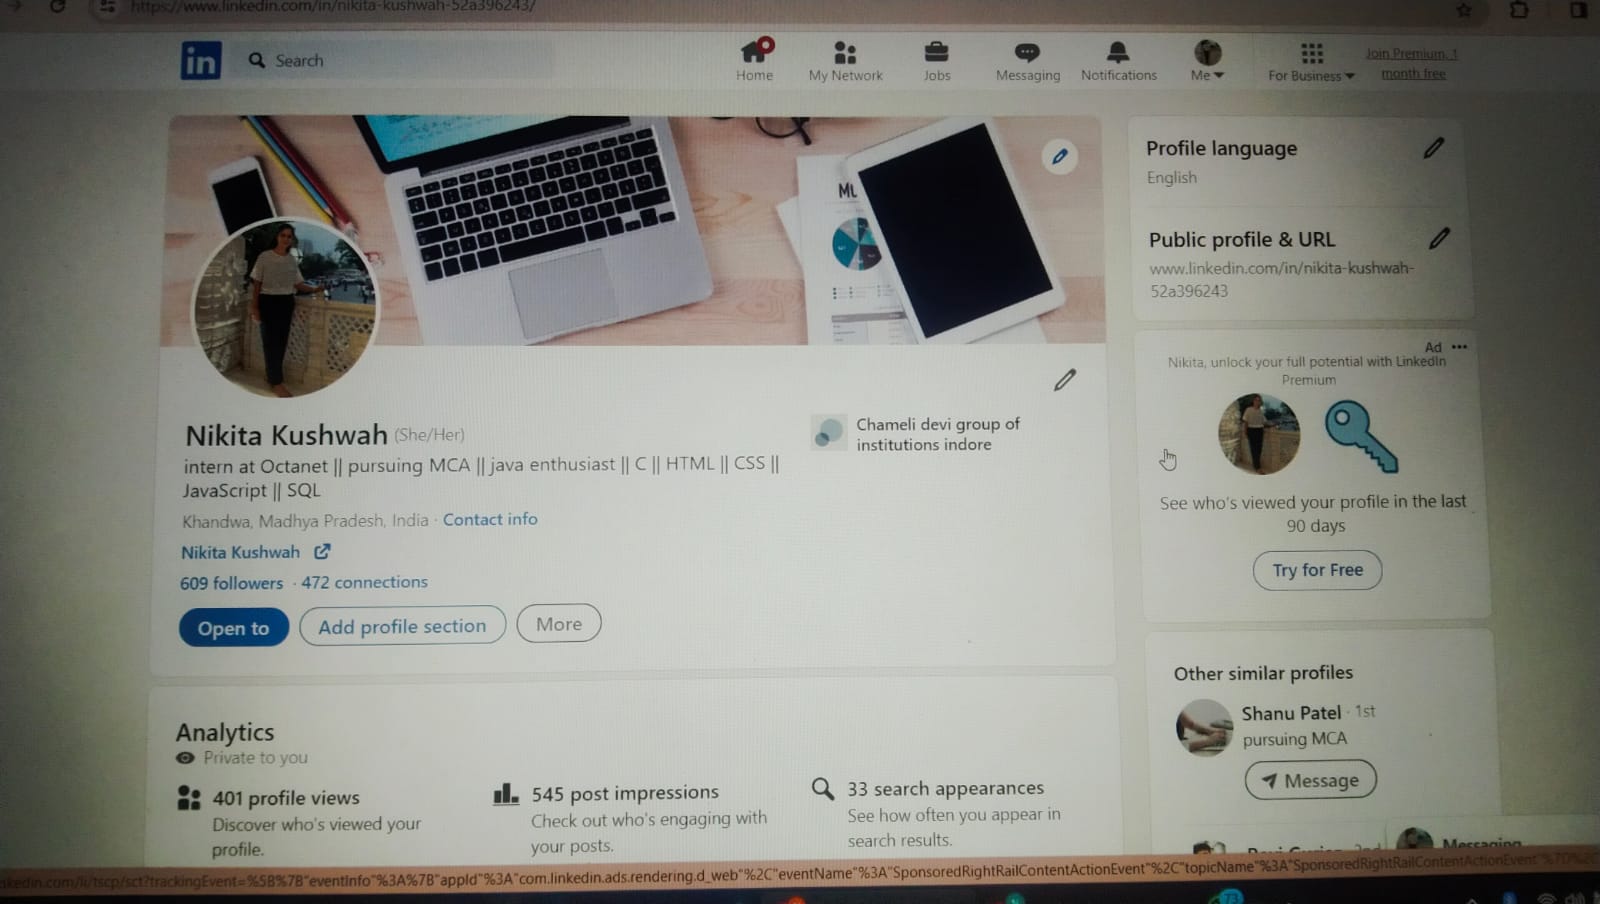 https://www.linkedin.com/in/nikita-kushwah-52a396243/
in
Search
Home
My Network
Jobs
Messaging
Notifications
Me
For Business
Join Premium, 1
month free
Nikita Kushwah (She/Her)
intern at Octanet || pursuing MCA || java enthusiast || C || HTML || CSS ||
JavaScript || SQL
Khandwa, Madhya Pradesh, India · Contact info
Nikita Kushwah
609 followers · 472 connections
Open to
Add profile section
More
Chameli devi group of
institutions indore
Analytics
Private to you
401 profile views
Discover who's viewed your
profile.
545 post impressions
Check out who's engaging with
your posts.
33 search appearances
See how often you appear in
search results.
Profile language
English
Public profile & URL
www.linkedin.com/in/nikita-kushwah-
52a396243
Ad
Nikita, unlock your full potential with LinkedIn
Premium
See who's viewed your profile in the last
90 days
Try for Free
Other similar profiles
Shanu Patel · 1st
pursuing MCA
Message
Messaging
nkedin.com/li/tscp/sct?trackingEvent=%5B%7B"eventInfo"%3A%7B"appId"%3A"com.linkedin.ads.rendering.d_web"%2C"eventName"%3A"SponsoredRightRailContentActionEvent"%2C"topicName"%3A"SponsoredRightRailContentActionEvent"%7D%2C
73